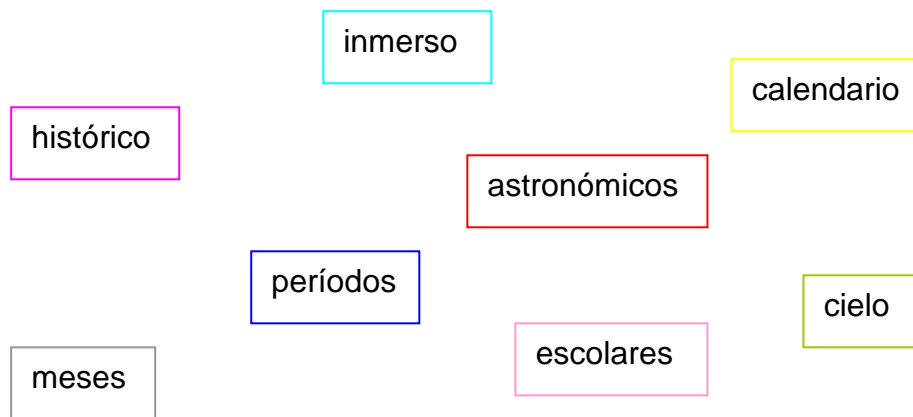 inmerso
calendario
histórico
astronómicos
períodos
cielo
escolares
meses